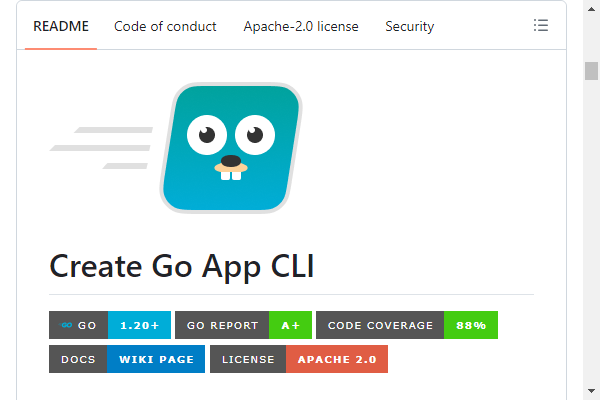 README Code of conduct Apache-2.0 license Security
Create Go App CLI
GO 1.20+ GO REPORT A+ CODE COVERAGE 88%
DOCS WIKI PAGE LICENSE APACHE 2.0